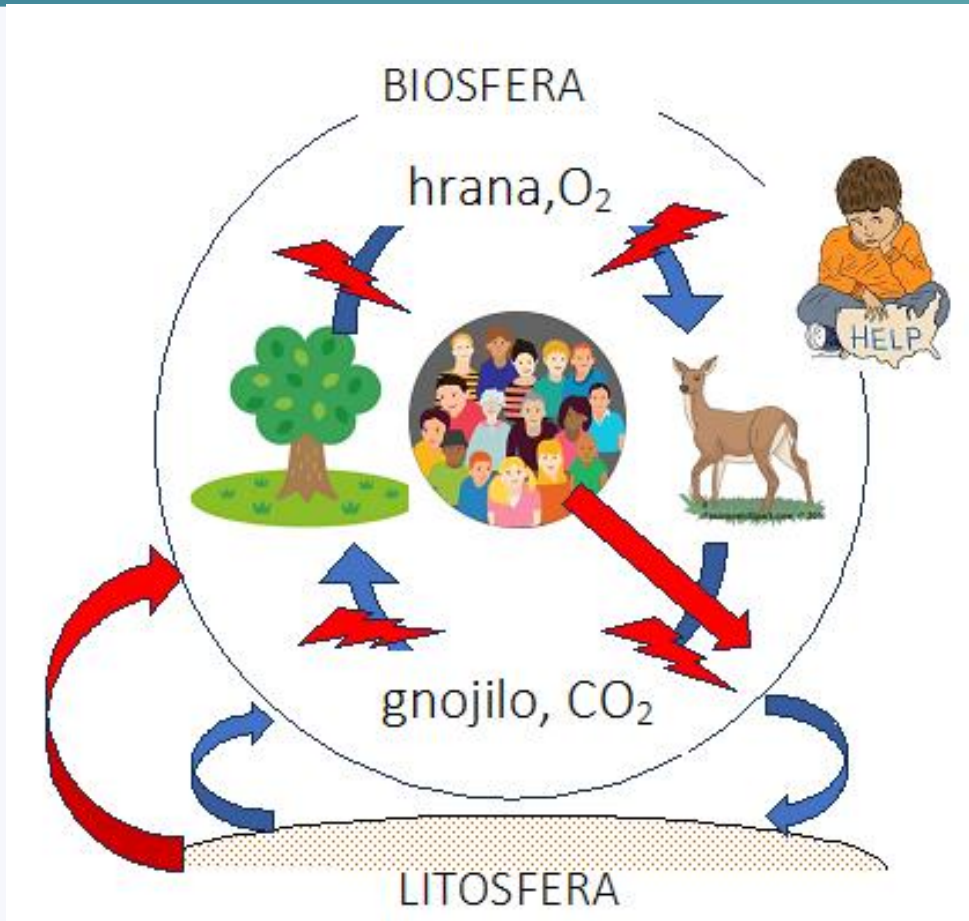 BIOSFERA
hrana,O₂
HELP
gnojilo, CO₂
LITOSFERA